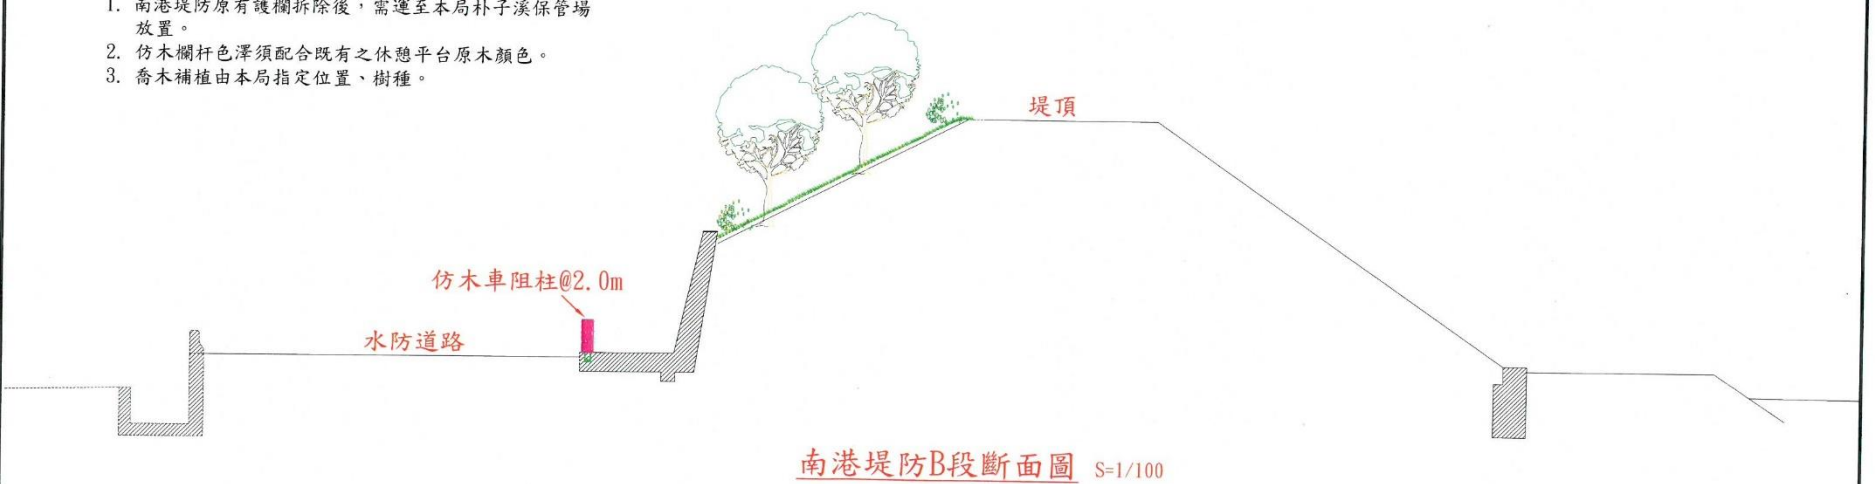 1. 南港堤防原有護欄拆除後，需運至本局朴子溪保管場
放置。
2. 仿木欄杆色澤須配合既有之休憩平台原木顏色。
3. 喬木補植由本局指定位置、樹種。
堤頂
仿木車阻柱@2.0m
水防道路
南港堤防B段斷面圖 S=1/100